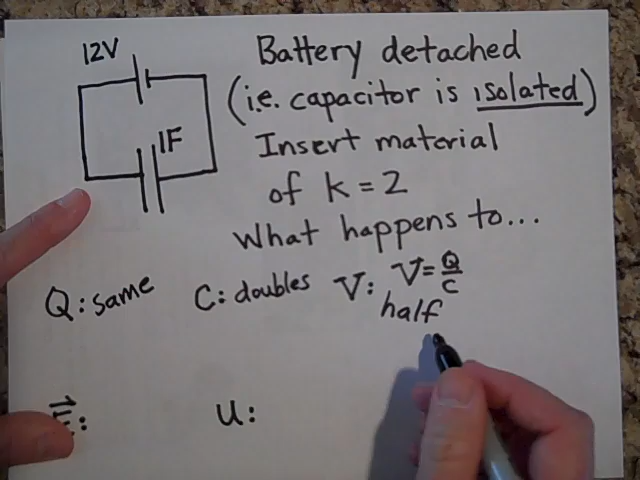 12V
1F
Battery detached
(i.e. capacitor is isolated)
Insert material
of k = 2
What happens to...
Q: same
C: doubles
V: V = Q/C
half
E:
U: